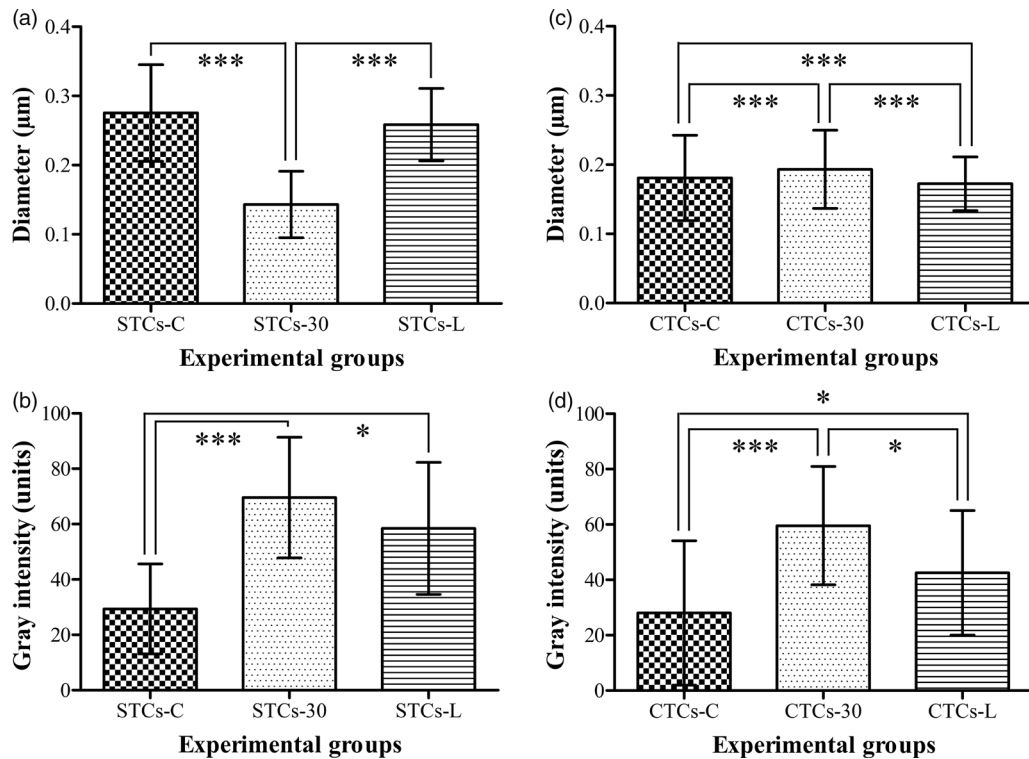 (a)
0.4
0.3
0.2
0.1
0.0
Diameter (μm)
***
***
STCs-C STCs-30 STCs-L
Experimental groups
(c)
0.4
0.3
0.2
0.1
0.0
Diameter (μm)
***
***
***
CTCs-C CTCs-30 CTCs-L
Experimental groups
(b)
100
80
60
40
20
0
Gray intensity (units)
***
*
STCs-C STCs-30 STCs-L
Experimental groups
(d)
100
80
60
40
20
0
Gray intensity (units)
*
***
*
CTCs-C CTCs-30 CTCs-L
Experimental groups